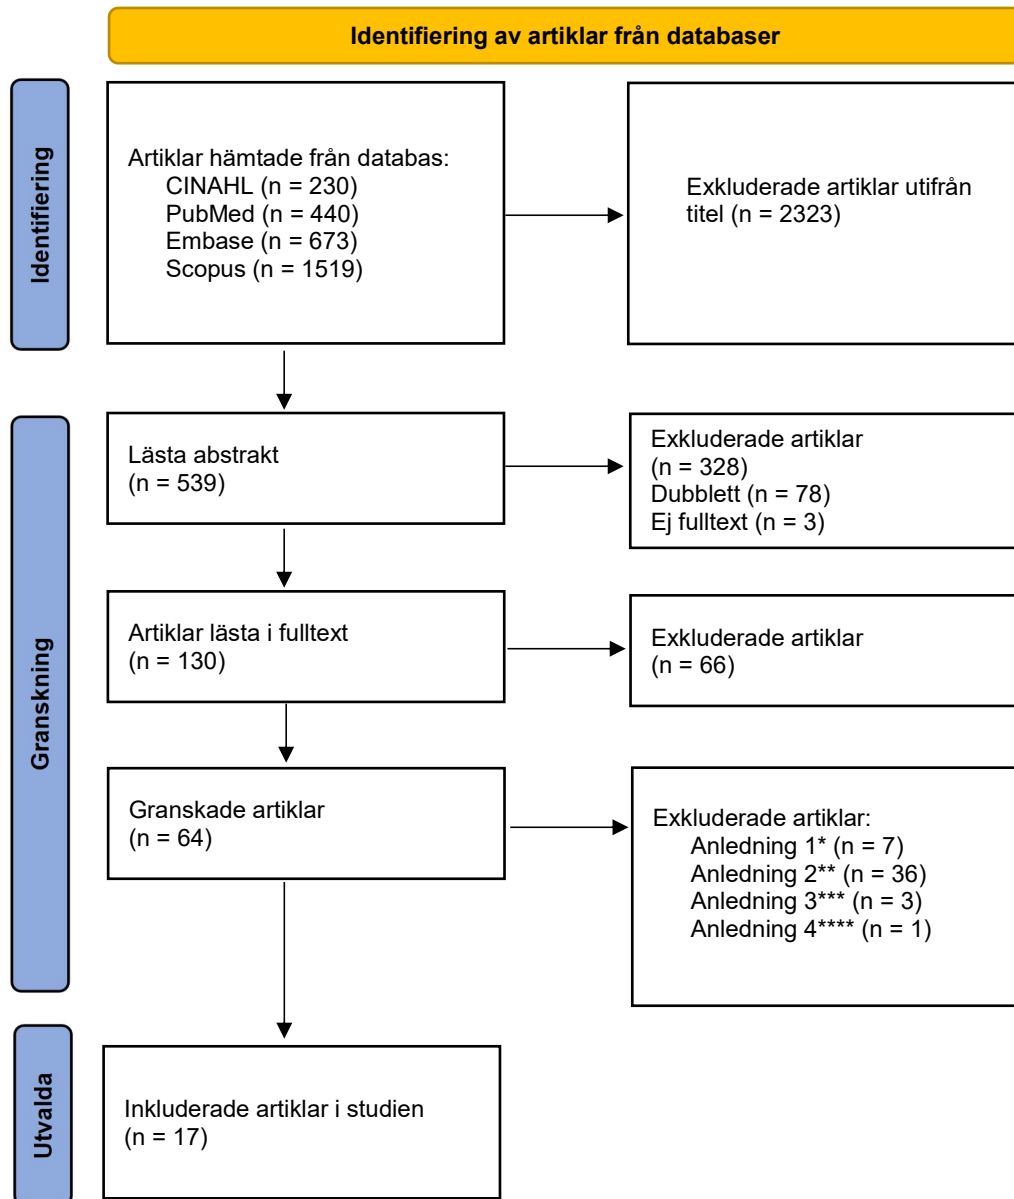 Identifiering av artiklar från databaser
Identifiering
Artiklar hämtade från databas:
CINAHL (n = 230)
PubMed (n = 440)
Embase (n = 673)
Scopus (n = 1519)
Exkluderade artiklar utifrån
titel (n = 2323)
Granskning
Lästa abstrakt
(n = 539)
Exkluderade artiklar
(n = 328)
Dubblett (n = 78)
Ej fulltext (n = 3)
Artiklar lästa i fulltext
(n = 130)
Exkluderade artiklar
(n = 66)
Granskade artiklar
(n = 64)
Exkluderade artiklar:
Anledning 1* (n = 7)
Anledning 2** (n = 36)
Anledning 3*** (n = 3)
Anledning 4**** (n = 1)
Utvalda
Inkluderade artiklar i studien
(n = 17)